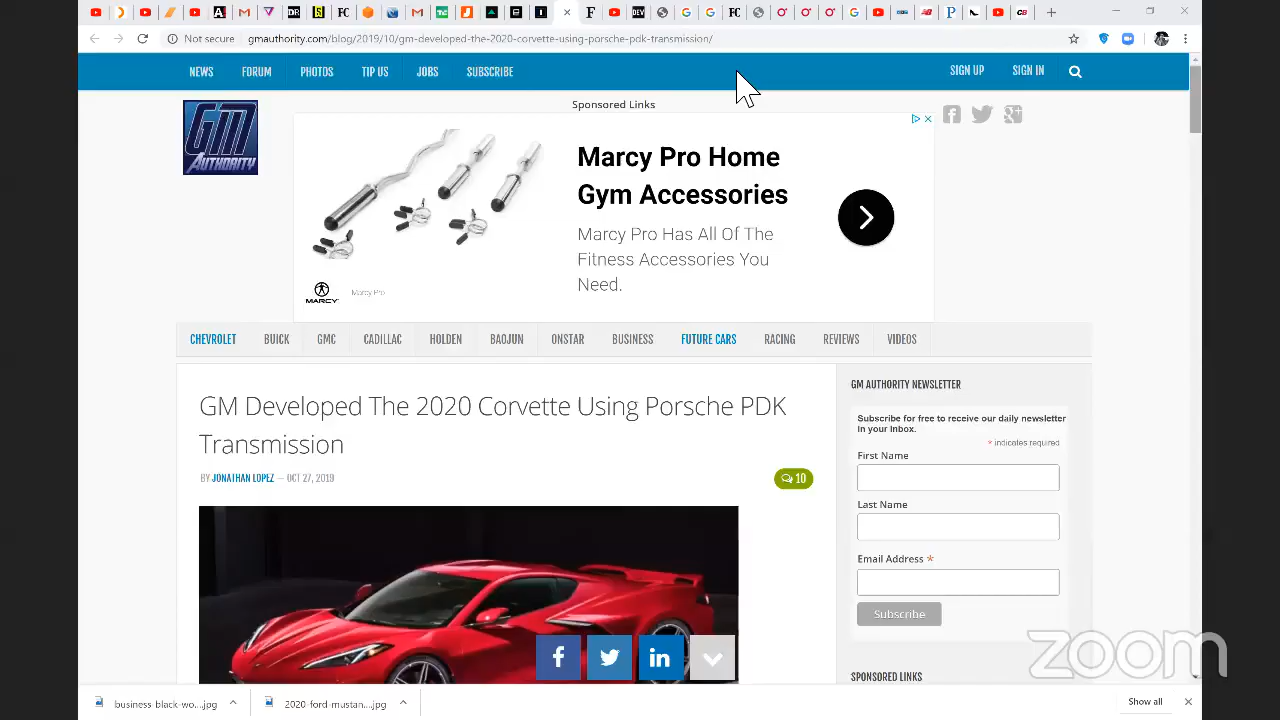 Not secure
gmauthority.com/blog/2019/10/gm-developed-the-2020-corvette-using-porsche-pdk-transmission/
NEWS FORUM PHOTOS TIP US JOBS SUBSCRIBE SIGN UP SIGN IN
Sponsored Links
GM
AUTHORITY
Marcy Pro Home
Gym Accessories
Marcy Pro Has All Of The
Fitness Accessories You
Need.
MARCY
Marcy Pro
CHEVROLET BUICK GMC CADILLAC HOLDEN BAOJUN ONSTAR BUSINESS FUTURE CARS RACING REVIEWS VIDEOS
GM Developed The 2020 Corvette Using Porsche PDK
Transmission
BY JONATHAN LOPEZ — OCT 27, 2019
10
GM AUTHORITY NEWSLETTER
Subscribe for free to receive our daily newsletter
in your inbox.
* indicates required
First Name
Last Name
Email Address *
Subscribe
SPONSORED LINKS
zoom
business-black-wo....jpg
2020-ford-mustan....jpg
Show all